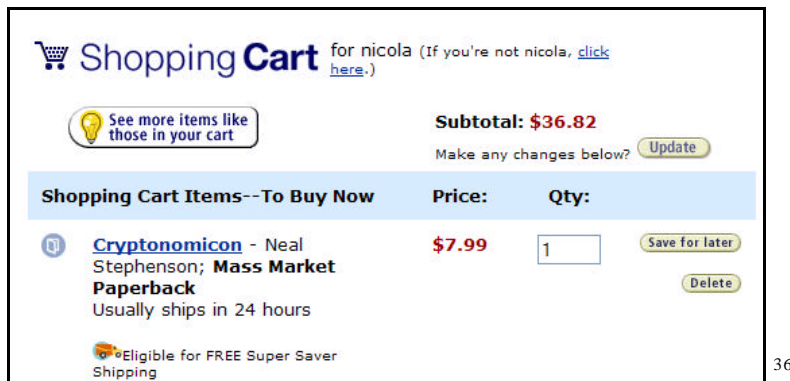 Shopping Cart for nicola (If you're not nicola, click
here.)
See more items like
those in your cart
Subtotal: $36.82
Make any changes below? Update
Shopping Cart Items--To Buy Now Price: Qty:
Cryptonomicon - Neal $7.99 1 Save for later
Stephenson; Mass Market
Paperback Delete
Usually ships in 24 hours
Eligible for FREE Super Saver
Shipping
36